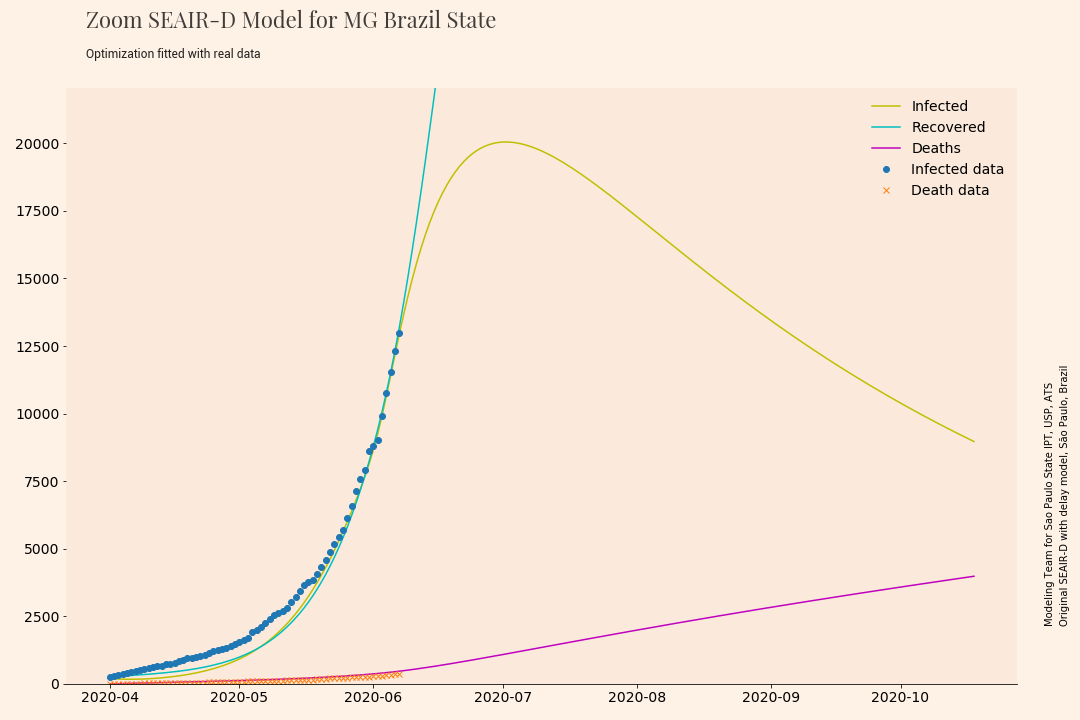 Zoom SEAIR-D Model for MG Brazil State
Optimization fitted with real data
Infected
Recovered
Deaths
Infected data
Death data
20000
17500
15000
12500
10000
7500
5000
2500
0
2020-04
2020-05
2020-06
2020-07
2020-08
2020-09
2020-10
Modeling Team for Sao Paulo State IPT, USP, ATS
Original SEAIR-D with delay model, São Paulo, Brazil